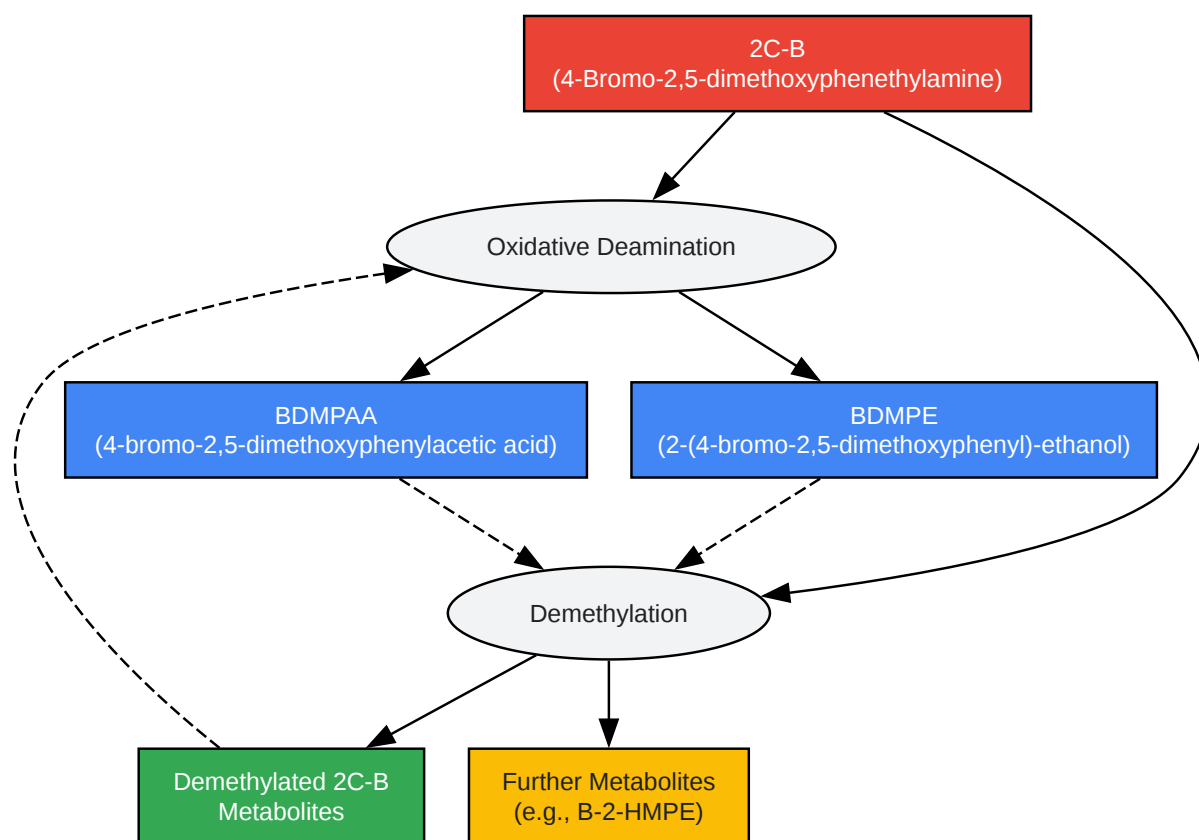 2C-B
(4-Bromo-2,5-dimethoxyphenethylamine)
Oxidative Deamination
BDMPAA
(4-bromo-2,5-dimethoxyphenylacetic acid)
BDMPE
(2-(4-bromo-2,5-dimethoxyphenyl)-ethanol)
Demethylation
Demethylated 2C-B
Metabolites
Further Metabolites
(e.g., B-2-HMPE)